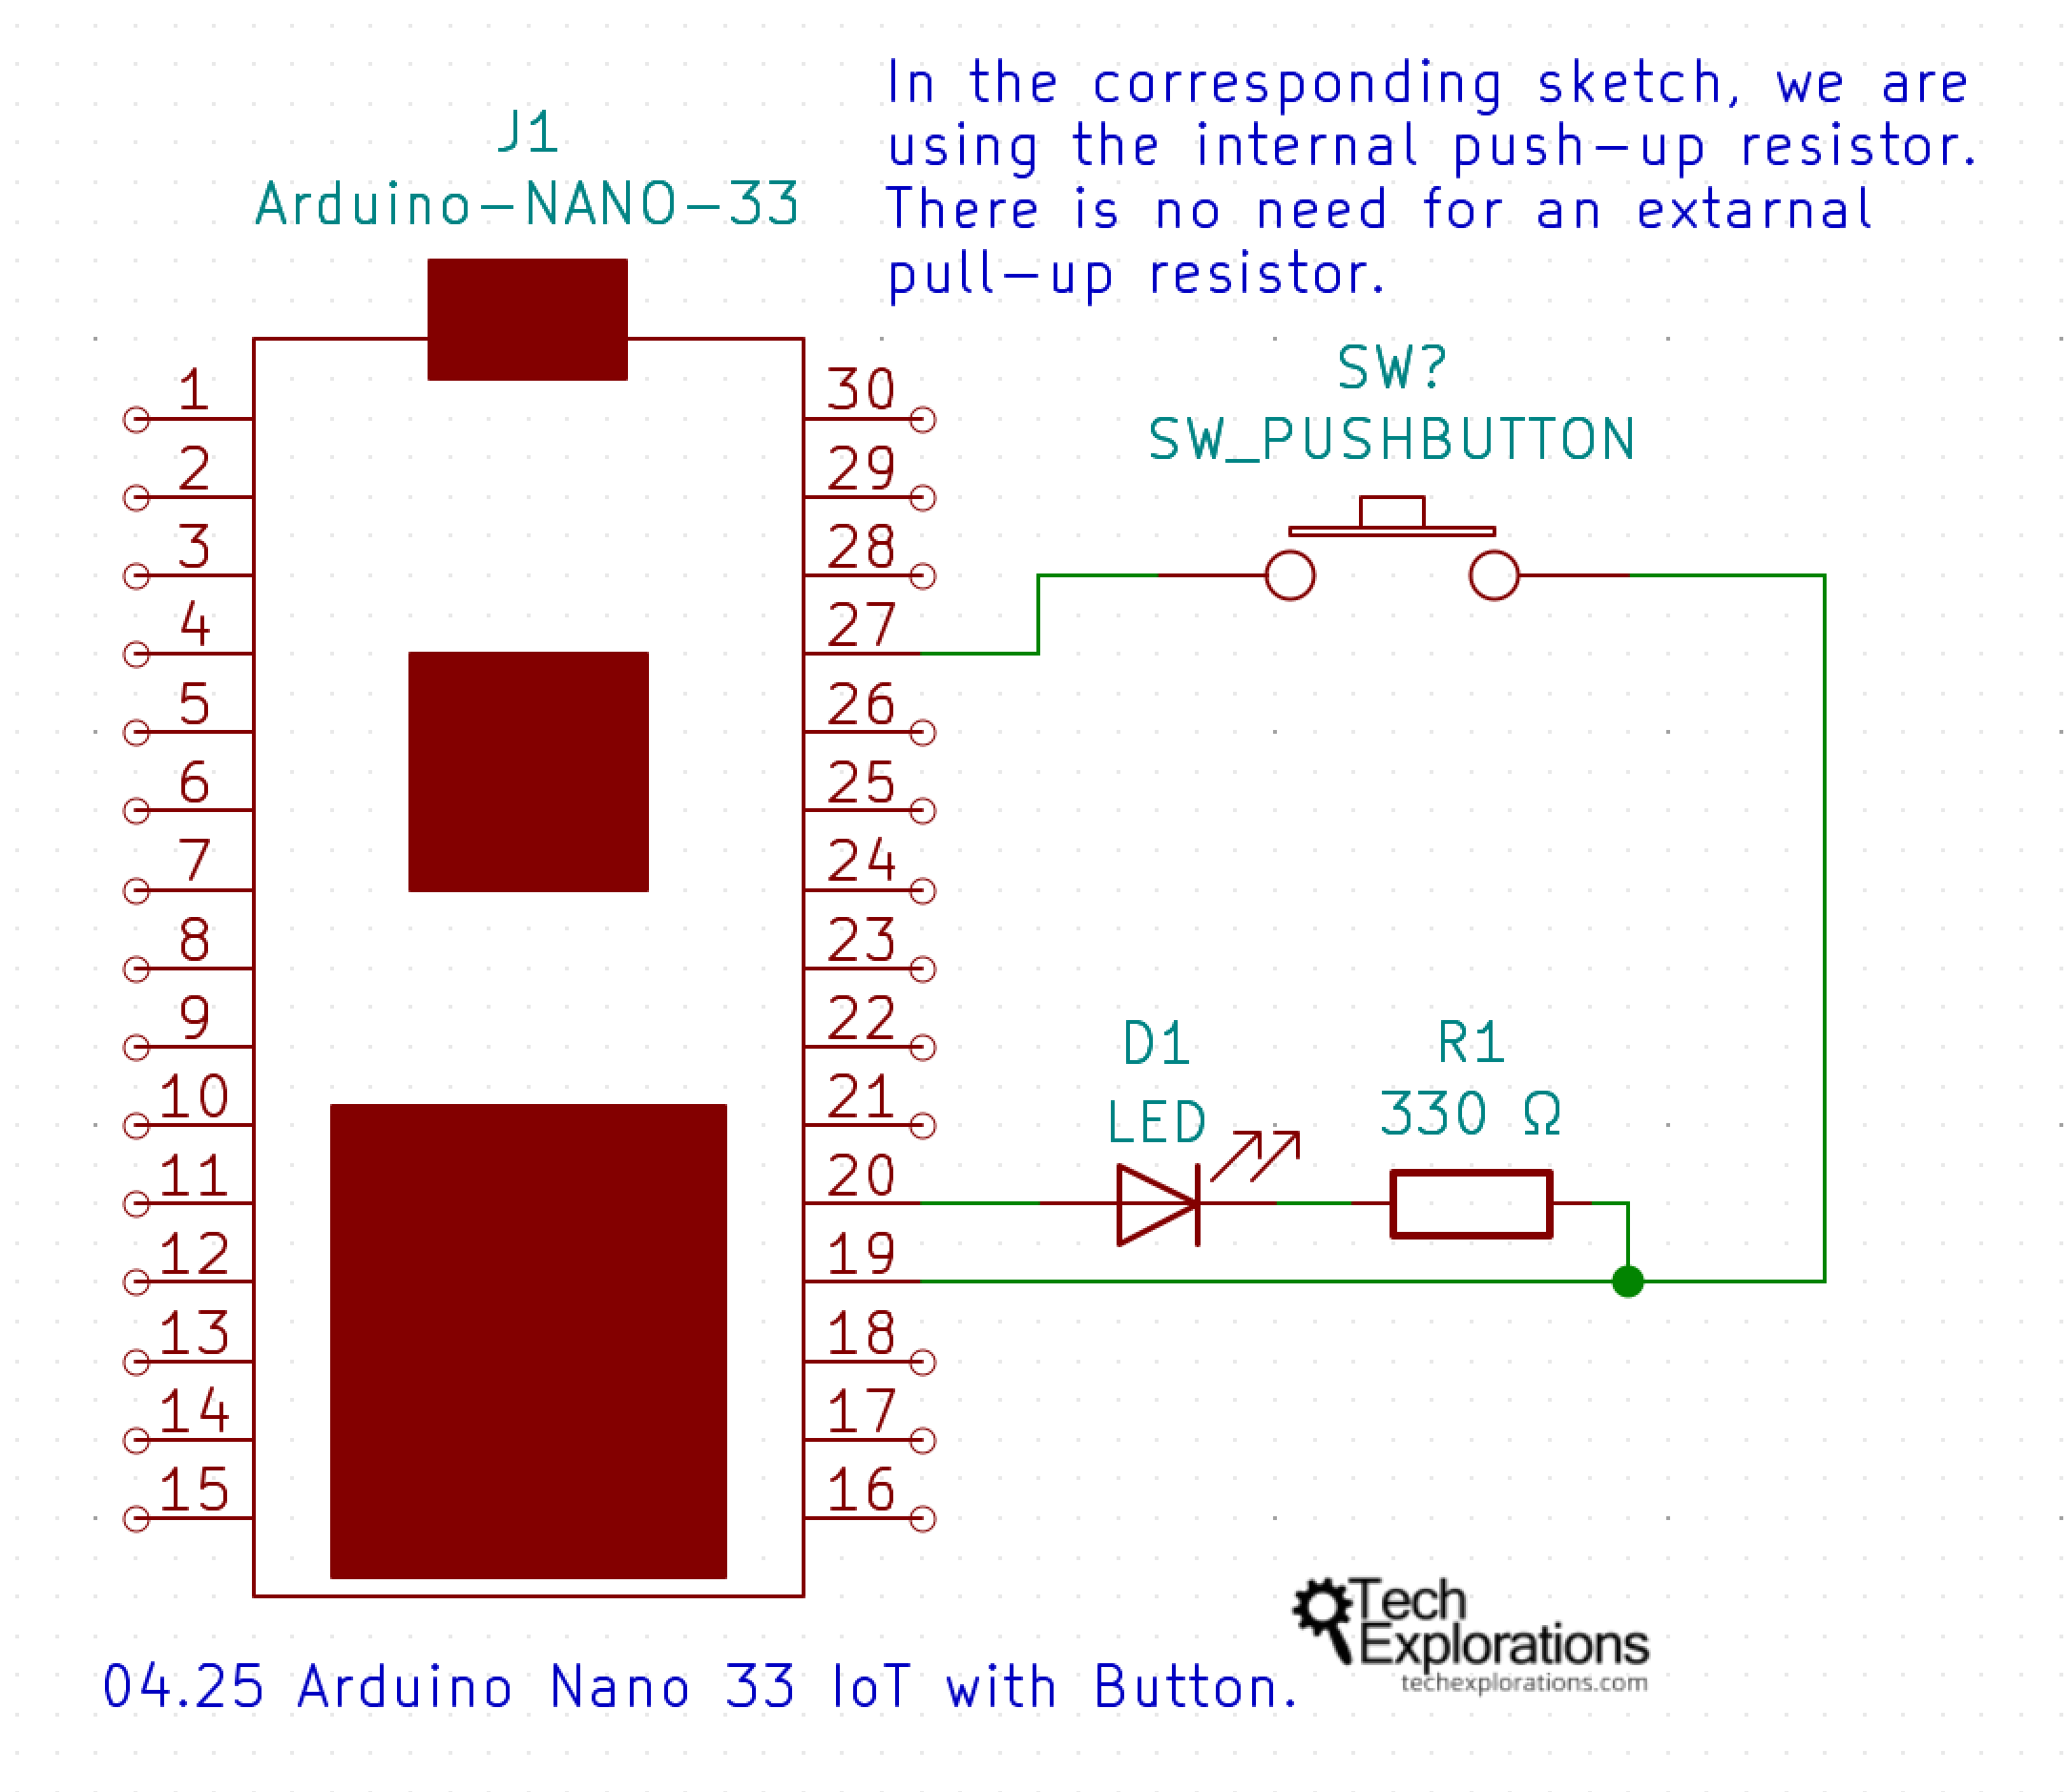 In the corresponding sketch, we are
using the internal push-up resistor.
There is no need for an extarnal
pull-up resistor.
J1
Arduino-NANO-33
SW?
SW_PUSHBUTTON
1
2
3
4
5
6
7
8
9
10
11
12
13
14
15
30
29
28
27
26
25
24
23
22
21
20
19
18
17
16
D1
LED
R1
330 Ω
Tech
Explorations
techexplorations.com
04.25 Arduino Nano 33 IoT with Button.